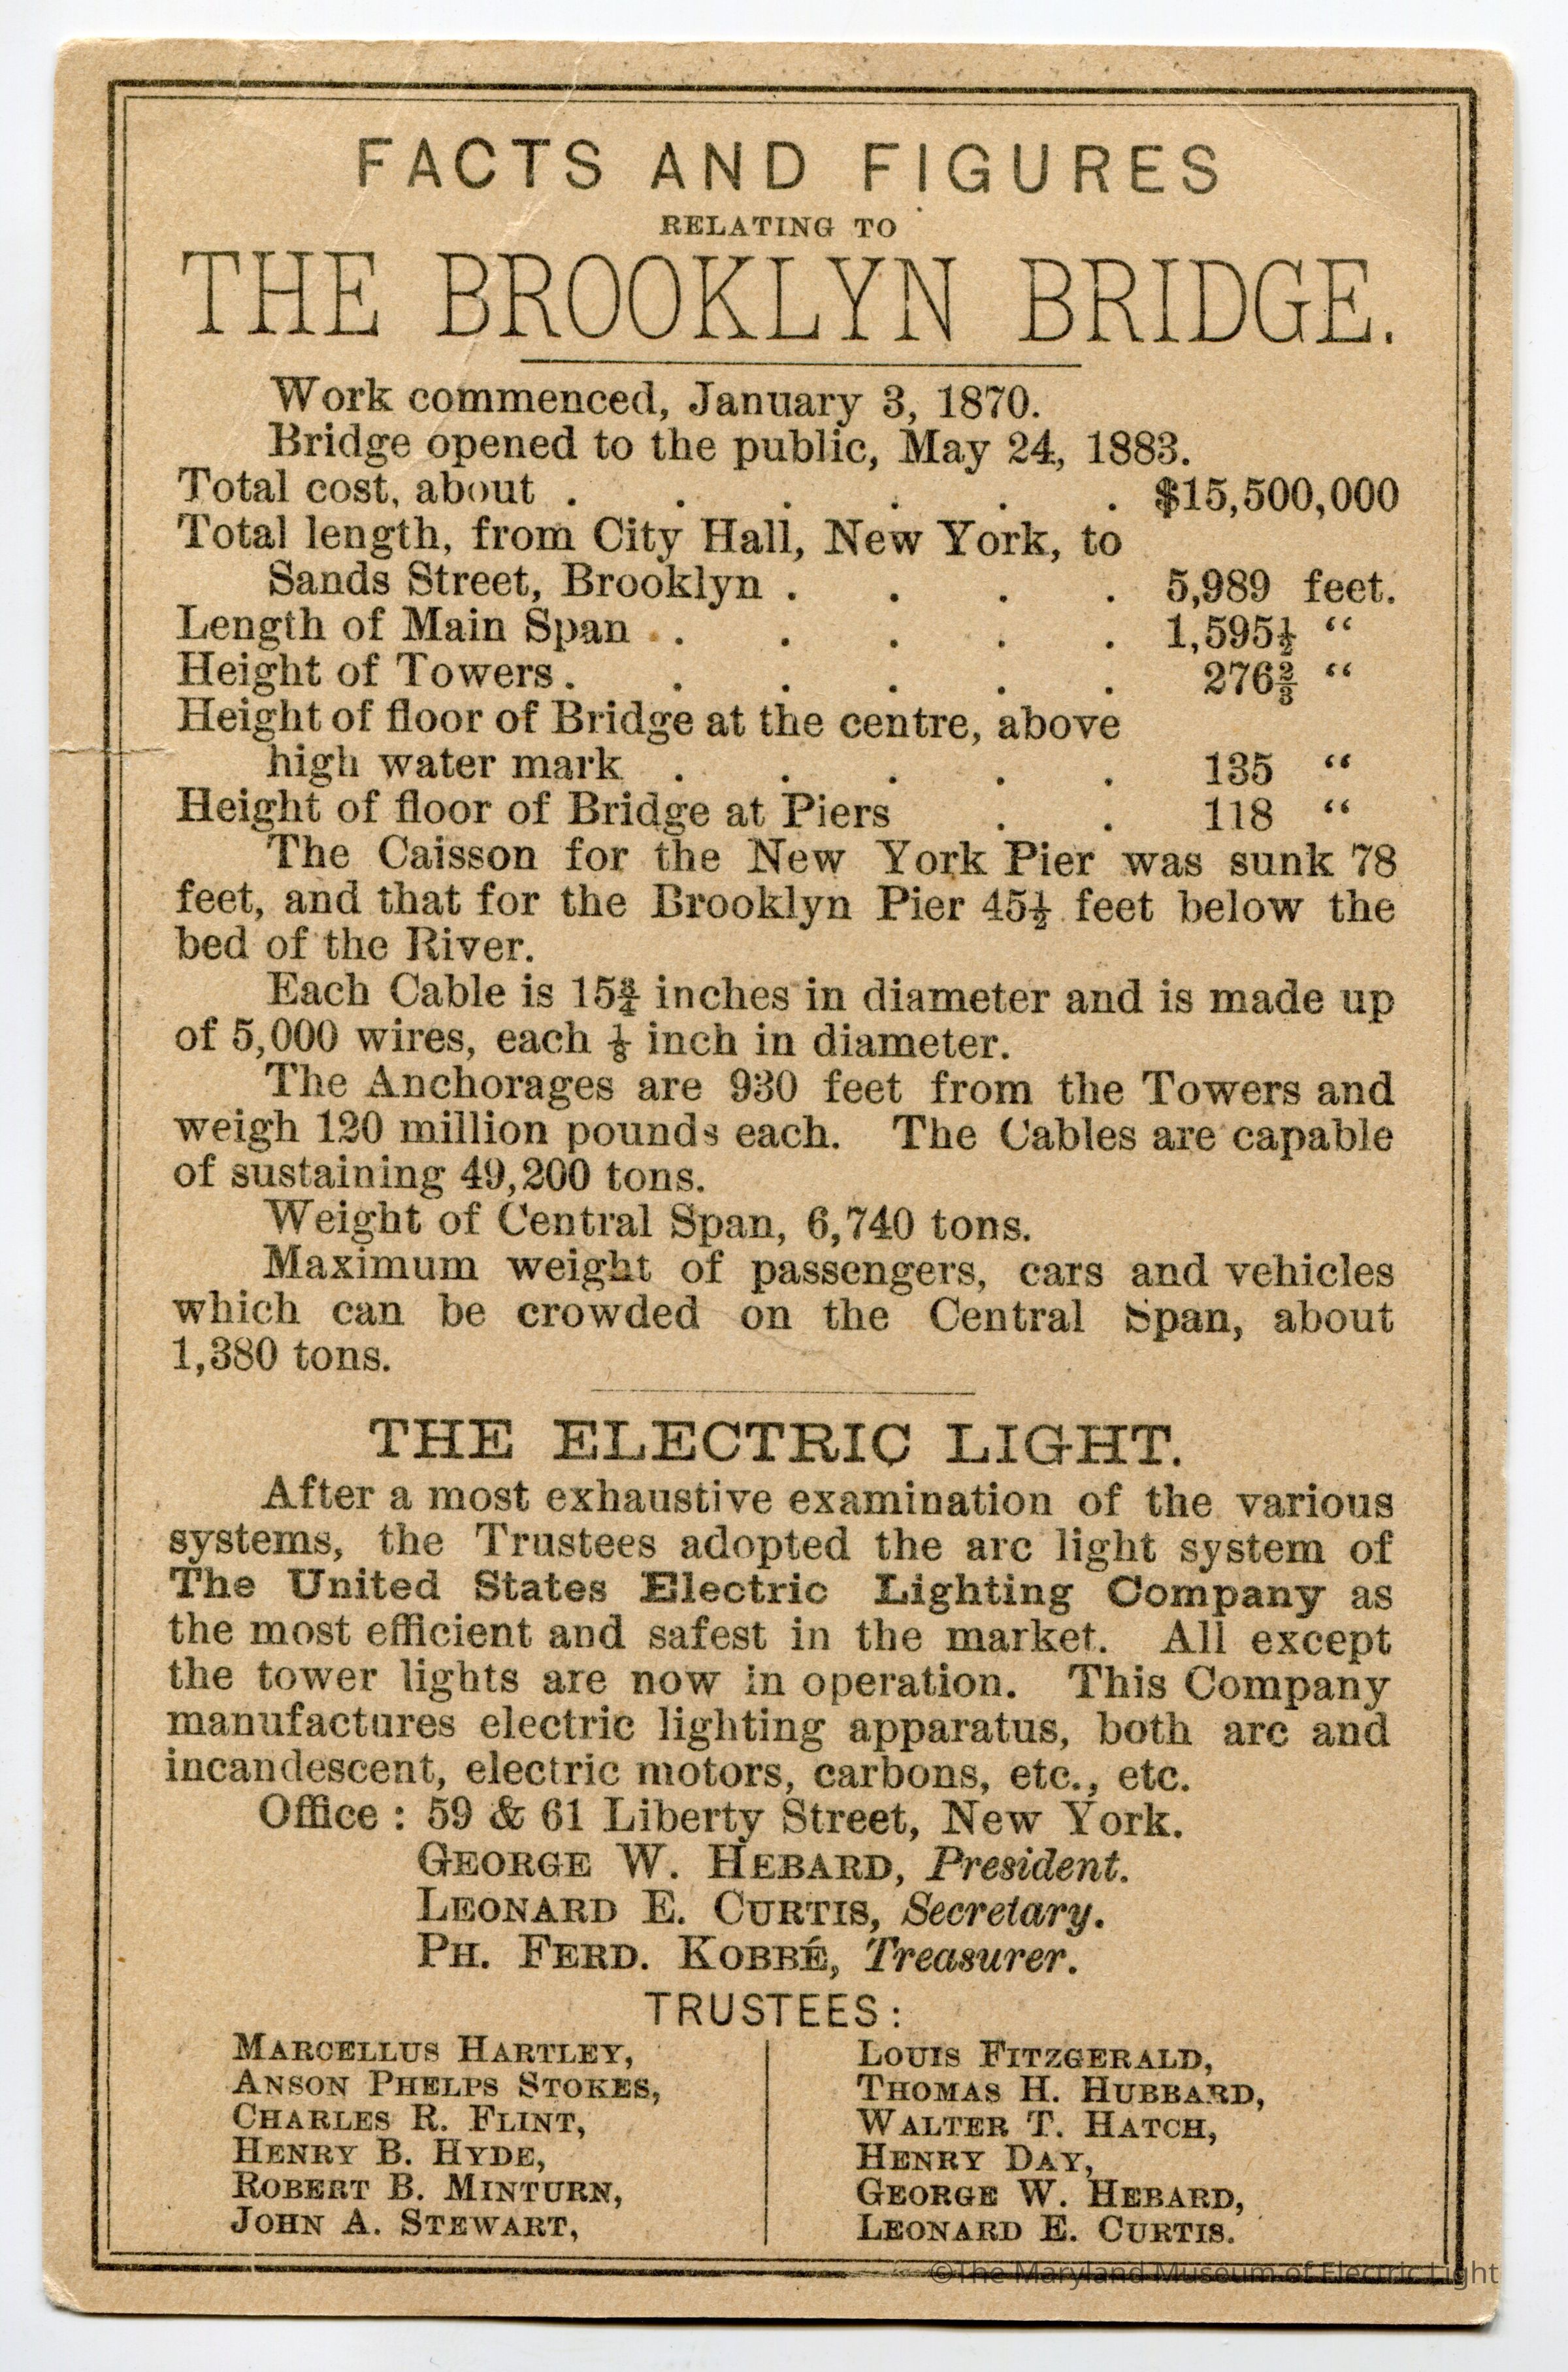 FACTS AND FIGURES
RELATING TO
THE BROOKLYN BRIDGE.
Work commenced, January 3, 1870.
Bridge opened to the public, May 24, 1883.
Total cost, about . . . . . . $15,500,000
Total length, from City Hall, New York, to
Sands Street, Brooklyn . . . . 5,989 feet.
Length of Main Span . . . . . 1,595½ “
Height of Towers . . . . . . 276⅔ “
Height of floor of Bridge at the centre, above
high water mark . . . . . 135 “
Height of floor of Bridge at Piers . . 118 “
The Caisson for the New York Pier was sunk 78
feet, and that for the Brooklyn Pier 45½ feet below the
bed of the River.
Each Cable is 15¾ inches in diameter and is made up
of 5,000 wires, each ⅛ inch in diameter.
The Anchorages are 930 feet from the Towers and
weigh 120 million pounds each. The Cables are capable
of sustaining 49,200 tons.
Weight of Central Span, 6,740 tons.
Maximum weight of passengers, cars and vehicles
which can be crowded on the Central Span, about
1,380 tons.
THE ELECTRIC LIGHT.
After a most exhaustive examination of the various
systems, the Trustees adopted the arc light system of
The United States Electric Lighting Company as
the most efficient and safest in the market. All except
the tower lights are now in operation. This Company
manufactures electric lighting apparatus, both arc and
incandescent, electric motors, carbons, etc., etc.
Office : 59 & 61 Liberty Street, New York.
GEORGE W. HEBARD, President.
LEONARD E. CURTIS, Secretary.
PH. FERD. KOBBÉ, Treasurer.
TRUSTEES:
MARCELLUS HARTLEY,
ANSON PHELPS STOKES,
CHARLES R. FLINT,
HENRY B. HYDE,
ROBERT B. MINTURN,
JOHN A. STEWART,
LOUIS FITZGERALD,
THOMAS H. HUBBARD,
WALTER T. HATCH,
HENRY DAY,
GEORGE W. HEBARD,
LEONARD E. CURTIS.
©The Maryland Museum of Electric Light